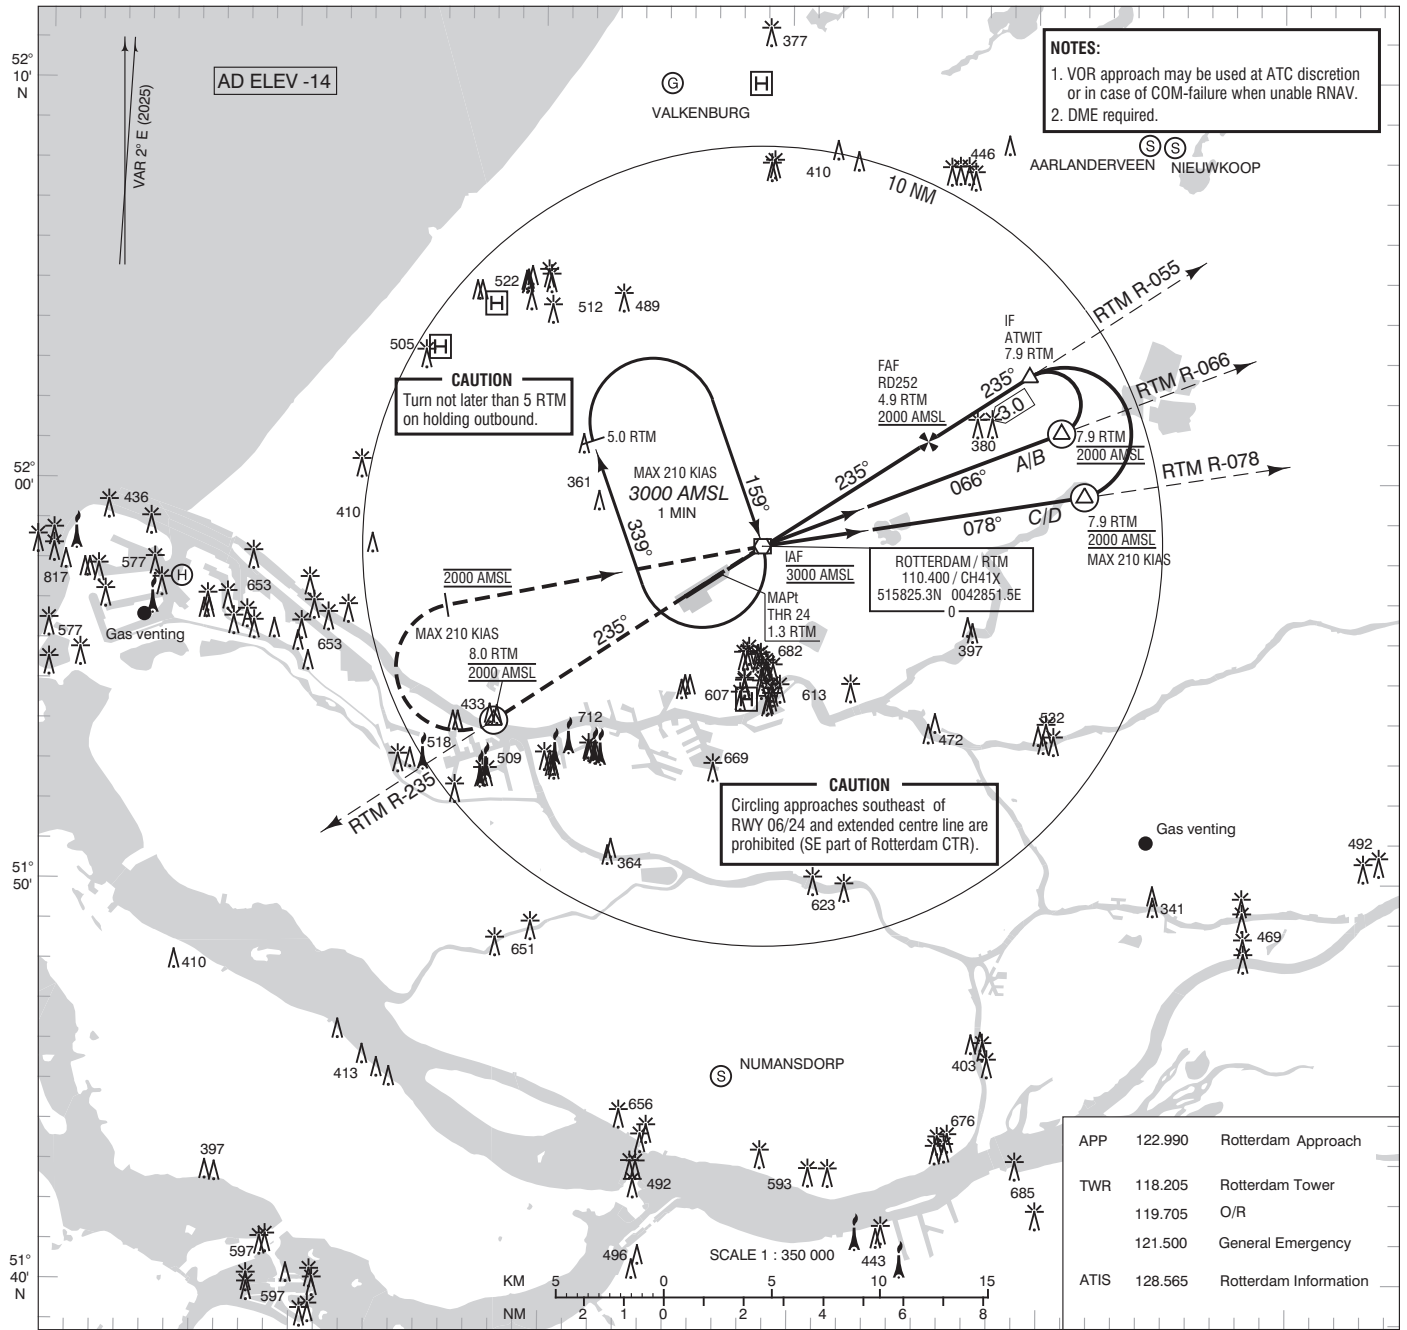 377
52°
10'
N
AD ELEV -14
VAR 2° E (2025)
G
H
VALKENBURG
NOTES:
1. VOR approach may be used at ATC discretion
or in case of COM-failure when unable RNAV.
2. DME required.
S S
AARLANDERVEEN
NIEUWKOOP
446
410
10 NM
522
H
512
489
505
H
RTM R-055
IF
ATWIT
7.9 RTM
FAF
RD252
4.9 RTM
2000 AMSL
235°
3.0
RTM R-066
CAUTION
Turn not later than 5 RTM
on holding outbound.
5.0 RTM
380
7.9 RTM
2000 AMSL
A/B
RTM R-078
52°
00'
361
MAX 210 KIAS
3000 AMSL
1 MIN
159°
235°
066°
436
410
339°
078°
C/D
7.9 RTM
2000 AMSL
MAX 210 KIAS
817
577
H
653
2000 AMSL
IAF
3000 AMSL
ROTTERDAM / RTM
110.400 / CH41X
515825.3N 0042851.5E
0
577
Gas venting
653
MAX 210 KIAS
235°
MAPt
THR 24
1.3 RTM
8.0 RTM
2000 AMSL
397
682
607
H
613
433
712
518
509
472
532
669
RTM R-235
CAUTION
Circling approaches southeast of
RWY 06/24 and extended centre line are
prohibited (SE part of Rotterdam CTR).
Gas venting
492
364
51°
50'
623
341
651
469
410
413
S
NUMANSDORP
403
656
676
397
593
492
685
APP 122.990 Rotterdam Approach
TWR 118.205 Rotterdam Tower
119.705 O/R
121.500 General Emergency
ATIS 128.565 Rotterdam Information
597
496
SCALE 1 : 350 000
443
51°
40'
N
597
KM 5 0 5 10 15
NM 2 1 0 2 4 6 8